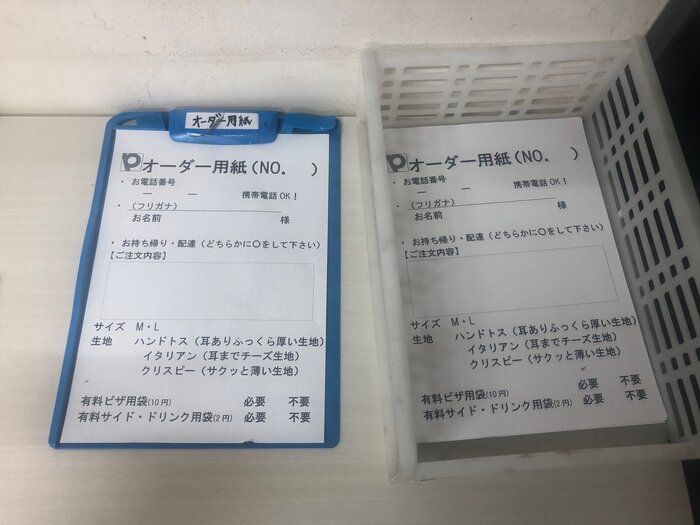 オーダー用紙
オーダー用紙(NO.　　)
・お電話番号
―　　―　　携帯電話OK！
・（フリガナ）
お名前　　様
・お持ち帰り・配達（どちらかに○をして下さい）
【ご注文内容】
サイズ　M・L
生地　ハンドトス（耳ありふっくら厚い生地）
イタリアン（耳までチーズ生地）
クリスピー（サクッと薄い生地）
有料ピザ用袋(10円)　必要　不要
有料サイド・ドリンク用袋(2円)　必要　不要
オーダー用紙(NO.　　)
・お電話番号
―　　―　　携帯電話OK！
・（フリガナ）
お名前　　様
・お持ち帰り・配達（どちらかに○をして下さい）
【ご注文内容】
サイズ　M・L
生地　ハンドトス（耳ありふっくら厚い生地）
イタリアン（耳までチーズ生地）
クリスピー（サクッと薄い生地）
有料ピザ用袋(10円)　必要　不要
有料サイド・ドリンク用袋(2円)　必要　不要